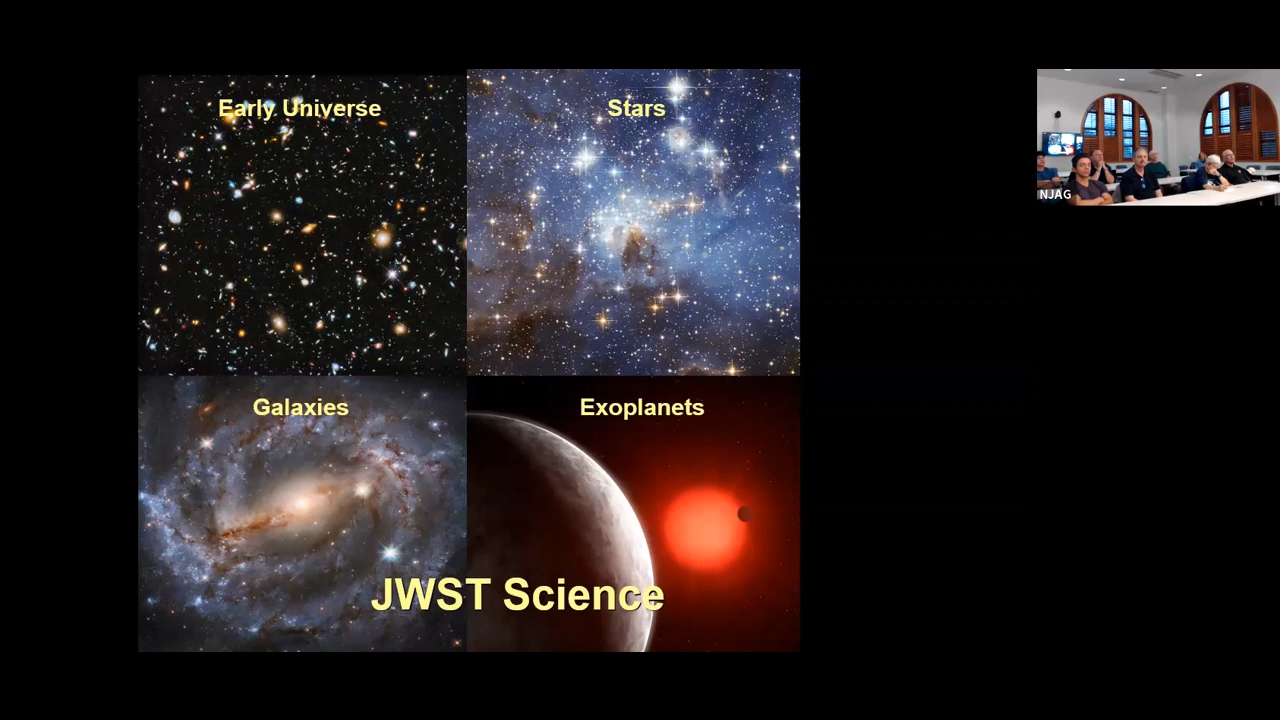 Early Universe
Stars
NJAG
Galaxies
Exoplanets
JWST Science